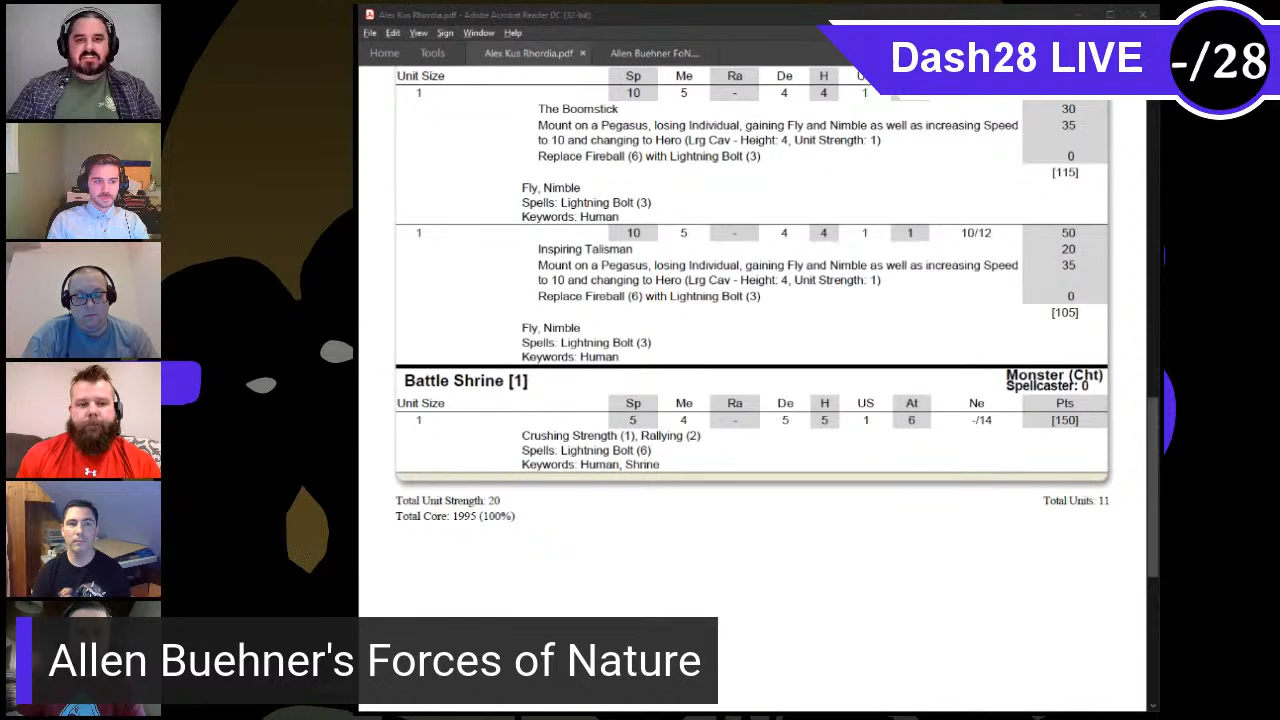 Alex Kus Rhordia.pdf - Adobe Acrobat Reader DC (32-bit)
File Edit View Sign Window Help
Home Tools Alex Kus Rhordia.pdf × Allen Buehner FoN...
Dash28 LIVE
-/28
Unit Size Sp Me Ra De H
1 10 5 - 4 4 1
The Boomstick 30
Mount on a Pegasus, losing Individual, gaining Fly and Nimble as well as increasing Speed 35
to 10 and changing to Hero (Lrg Cav - Height: 4, Unit Strength: 1)
Replace Fireball (6) with Lightning Bolt (3) 0
[115]
Fly, Nimble
Spells: Lightning Bolt (3)
Keywords: Human
1 10 5 - 4 4 1 1 10/12 50
Inspiring Talisman 20
Mount on a Pegasus, losing Individual, gaining Fly and Nimble as well as increasing Speed 35
to 10 and changing to Hero (Lrg Cav - Height: 4, Unit Strength: 1)
Replace Fireball (6) with Lightning Bolt (3) 0
[105]
Fly, Nimble
Spells: Lightning Bolt (3)
Keywords: Human
Battle Shrine [1] Monster (Cht)
Spellcaster: 0
Unit Size Sp Me Ra De H US At Ne Pts
1 5 4 - 5 5 1 6 -/14 [150]
Crushing Strength (1), Rallying (2)
Spells: Lightning Bolt (6)
Keywords: Human, Shrine
Total Unit Strength: 20 Total Units: 11
Total Core: 1995 (100%)
Allen Buehner's Forces of Nature